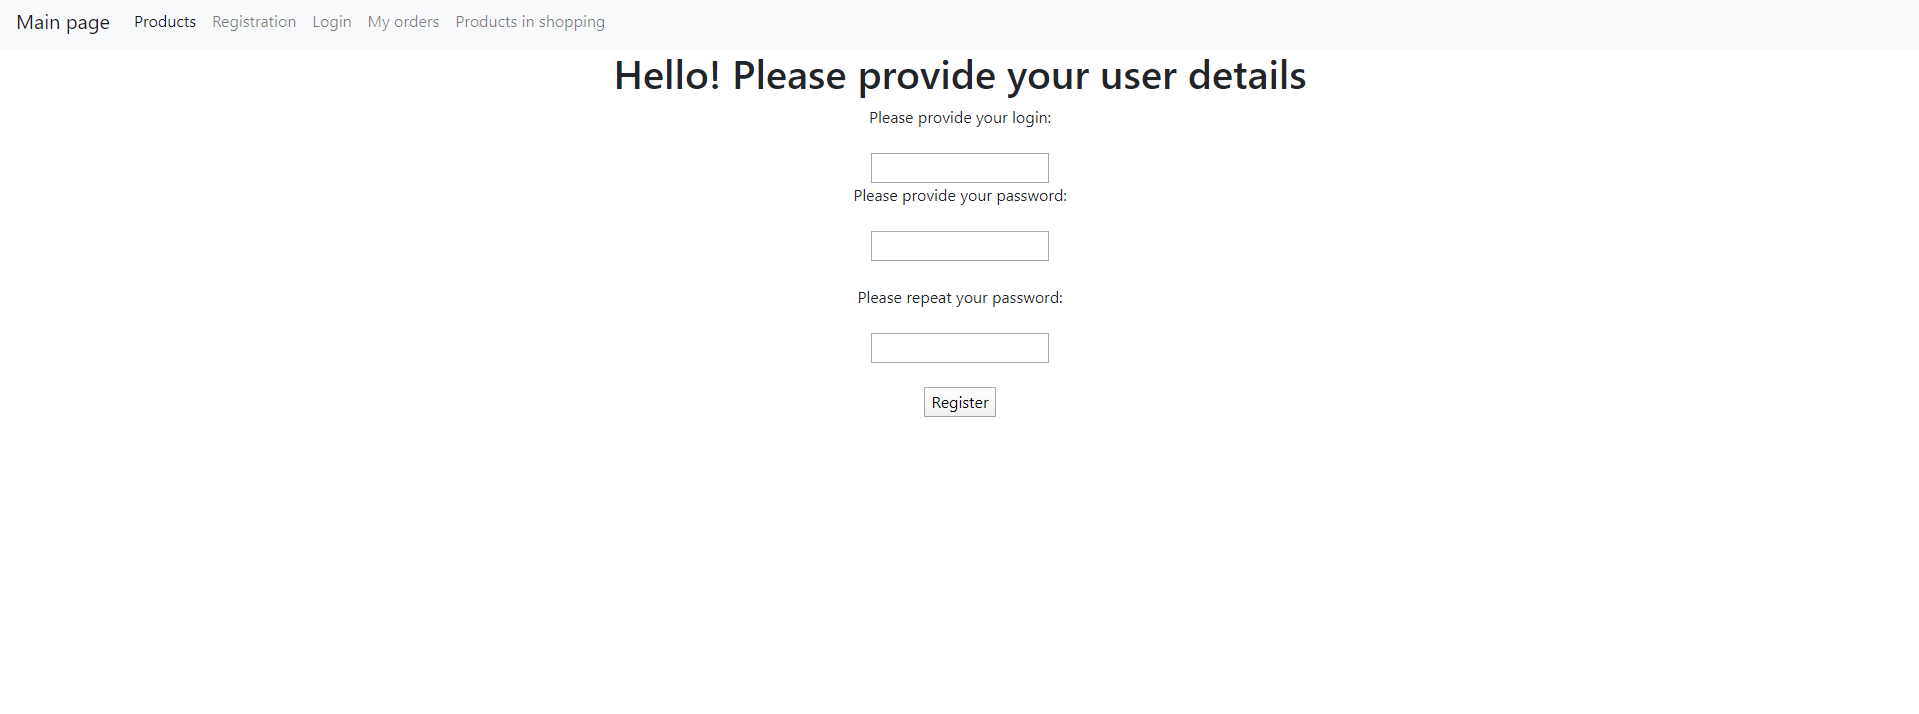 Main page Products Registration Login My orders Products in shopping
Hello! Please provide your user details
Please provide your login:
Please provide your password:
Please repeat your password:
Register